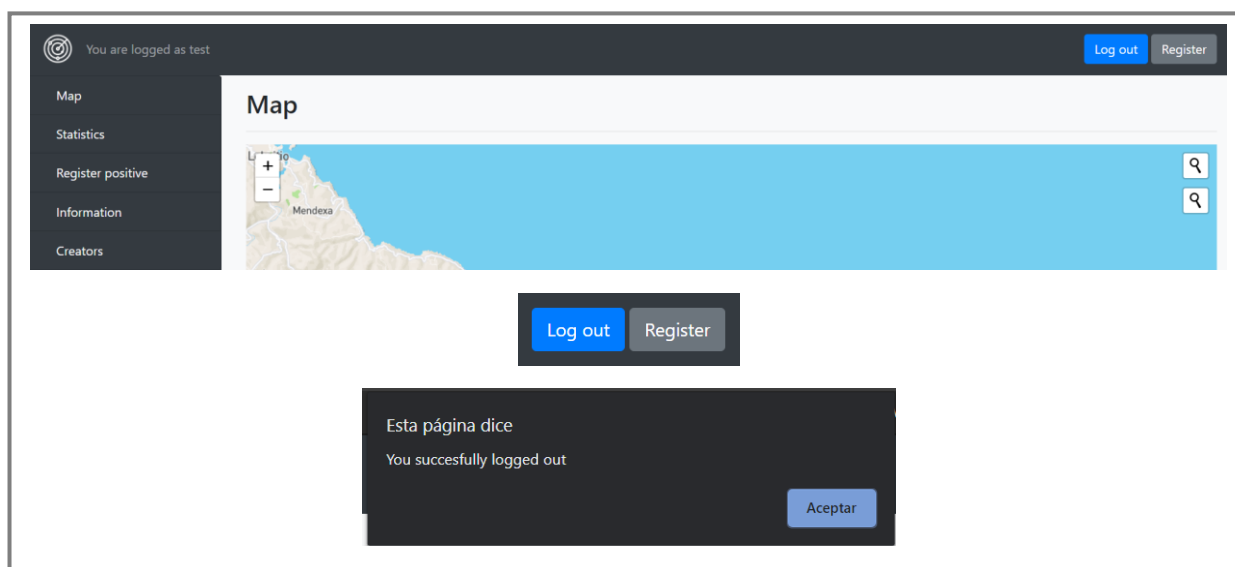 You are logged as test
Log out
Register
Map
Statistics
Register positive
Information
Creators
Map
+
−
Mendexa
Log out
Register
Esta página dice
You succesfully logged out
Aceptar